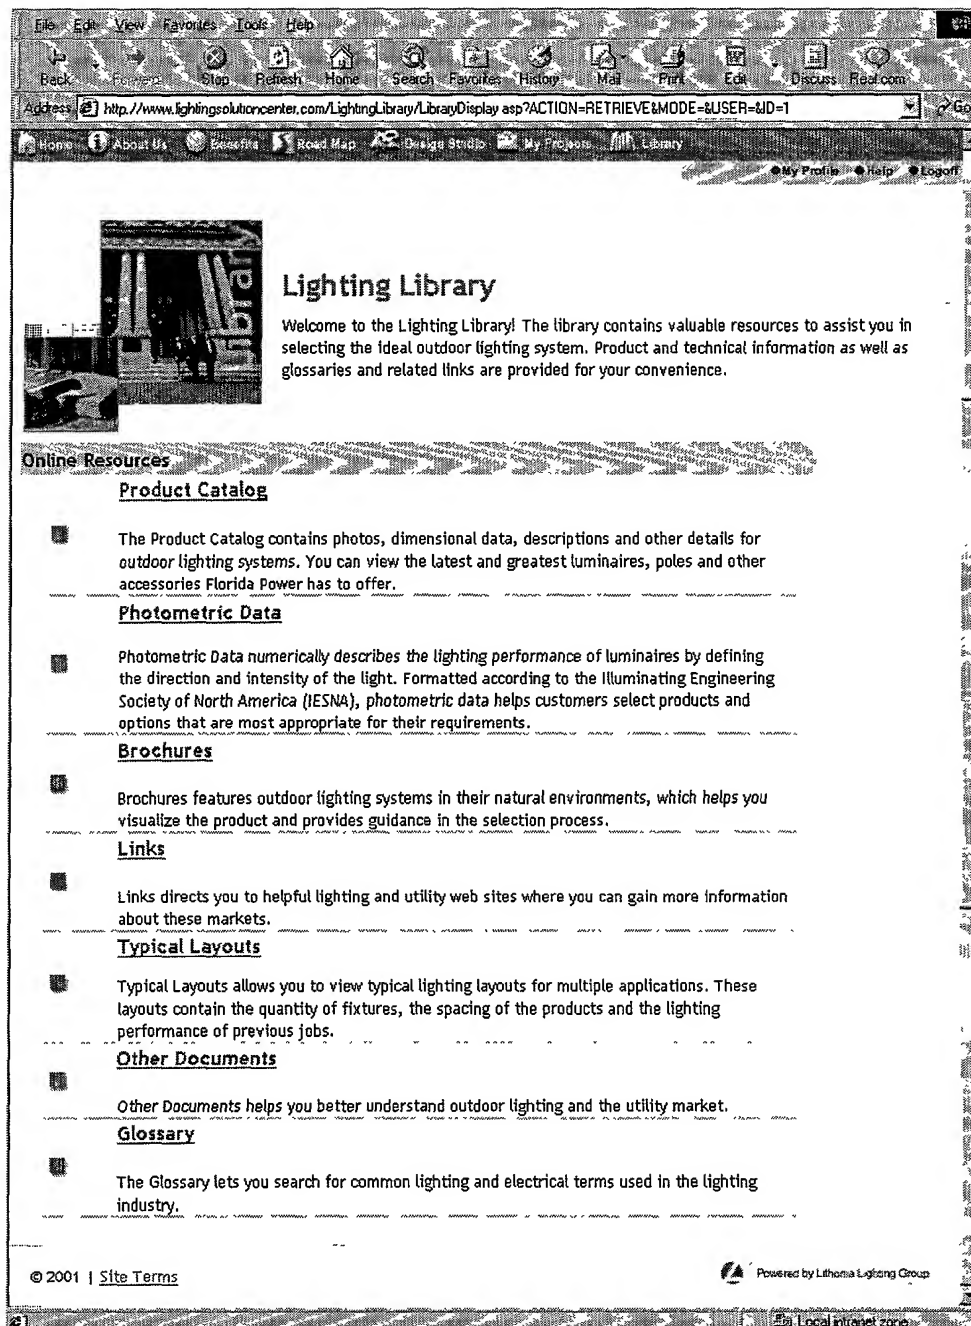 File Edit View Favorites Tools Help
Back Forward Stop Refresh Home Search Favorites History Mail Print Edit Discuss Real.com
Address http://www.lightingsolutioncenter.com/LightingLibrary/LibraryDisplay.asp?ACTION=RETRIEVE&MODE=&USER=&ID=1 Go
Home About Us Benefits Road Map Design Studio My Projects Library
My Profile Help Logoff
Library
Lighting Library
Welcome to the Lighting Library! The library contains valuable resources to assist you in
selecting the ideal outdoor lighting system. Product and technical information as well as
glossaries and related links are provided for your convenience.
Online Resources
Product Catalog
The Product Catalog contains photos, dimensional data, descriptions and other details for
outdoor lighting systems. You can view the latest and greatest luminaires, poles and other
accessories Florida Power has to offer.
Photometric Data
Photometric Data numerically describes the lighting performance of luminaires by defining
the direction and intensity of the light. Formatted according to the Illuminating Engineering
Society of North America (IESNA), photometric data helps customers select products and
options that are most appropriate for their requirements.
Brochures
Brochures features outdoor lighting systems in their natural environments, which helps you
visualize the product and provides guidance in the selection process.
Links
Links directs you to helpful lighting and utility web sites where you can gain more information
about these markets.
Typical Layouts
Typical Layouts allows you to view typical lighting layouts for multiple applications. These
layouts contain the quantity of fixtures, the spacing of the products and the lighting
performance of previous jobs.
Other Documents
Other Documents helps you better understand outdoor lighting and the utility market.
Glossary
The Glossary lets you search for common lighting and electrical terms used in the lighting
industry.
© 2001 | Site Terms
Powered by Lithonia Lighting Group
Local intranet zone